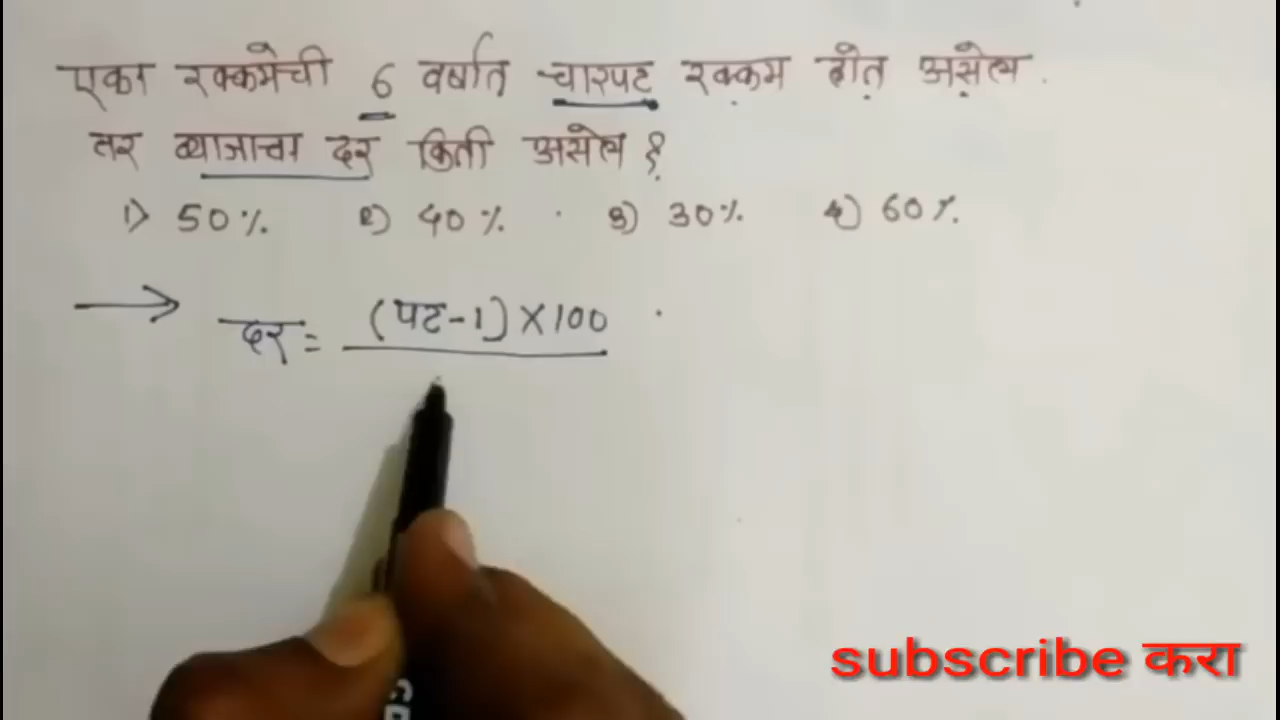 एका रक्कमेची 6 वर्षात चारपट रक्कम होत असेल.
तर व्याजाचा दर किती असेल ?
1) 50% 2) 40% 3) 30% 4) 60%
→ दर = (पट-1)×100
subscribe करा